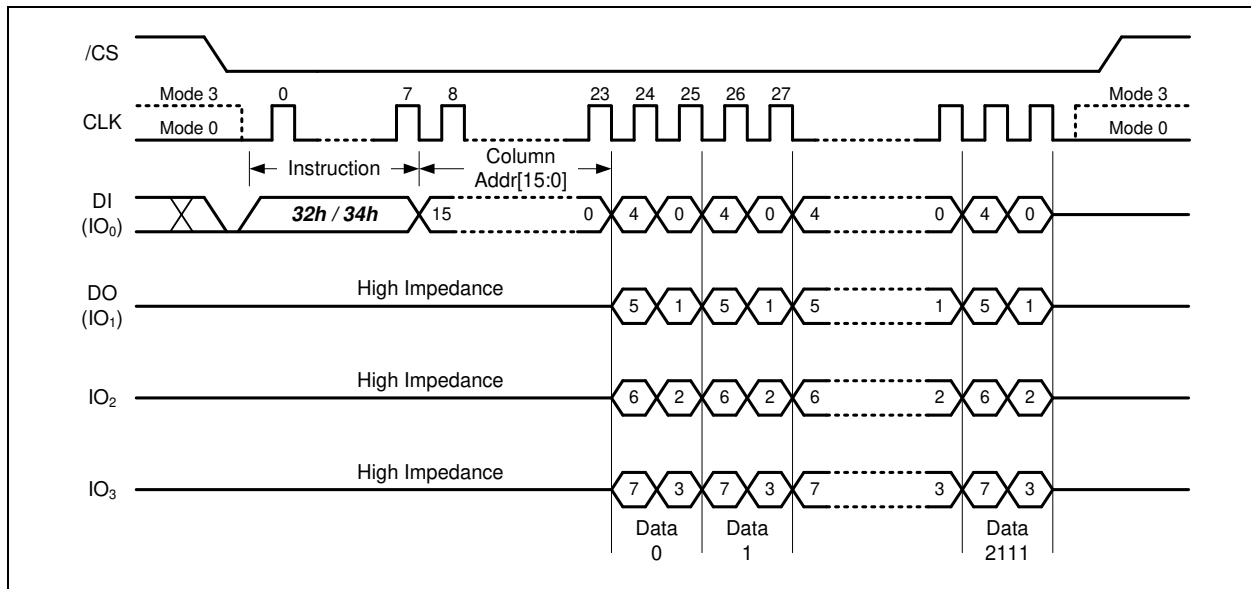 /CS
Mode 3 0 7 8 23 24 25 26 27 Mode 3
CLK
Mode 0 Mode 0
Instruction Column
Addr[15:0]
DI
(IO₀)
32h / 34h 15 0 4 0 4 0 4 0 4 0
DO
(IO₁)
High Impedance 5 1 5 1 5 1 5 1
IO₂ High Impedance 6 2 6 2 6 2 6 2
IO₃ High Impedance 7 3 7 3 7 3 7 3
Data Data Data
0 1 2111